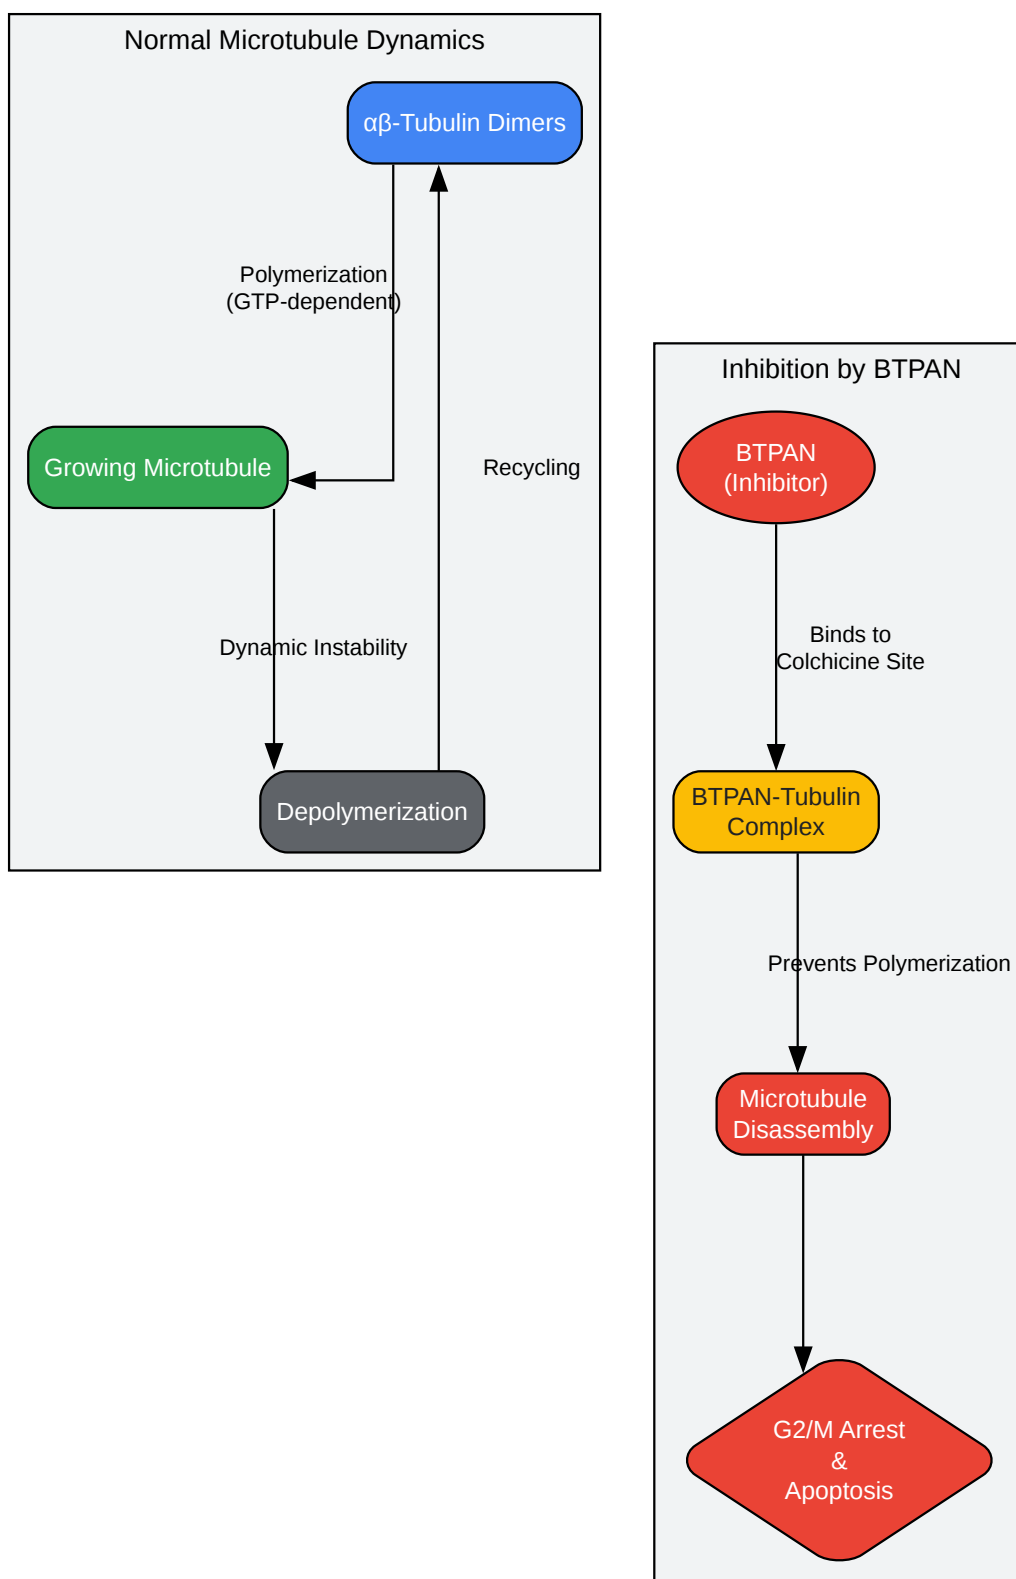 Normal Microtubule Dynamics
αβ-Tubulin Dimers
Polymerization
(GTP-dependent)
Growing Microtubule
Recycling
Dynamic Instability
Depolymerization
Inhibition by BTPAN
BTPAN
(Inhibitor)
Binds to
Colchicine Site
BTPAN-Tubulin
Complex
Prevents Polymerization
Microtubule
Disassembly
G2/M Arrest
&
Apoptosis